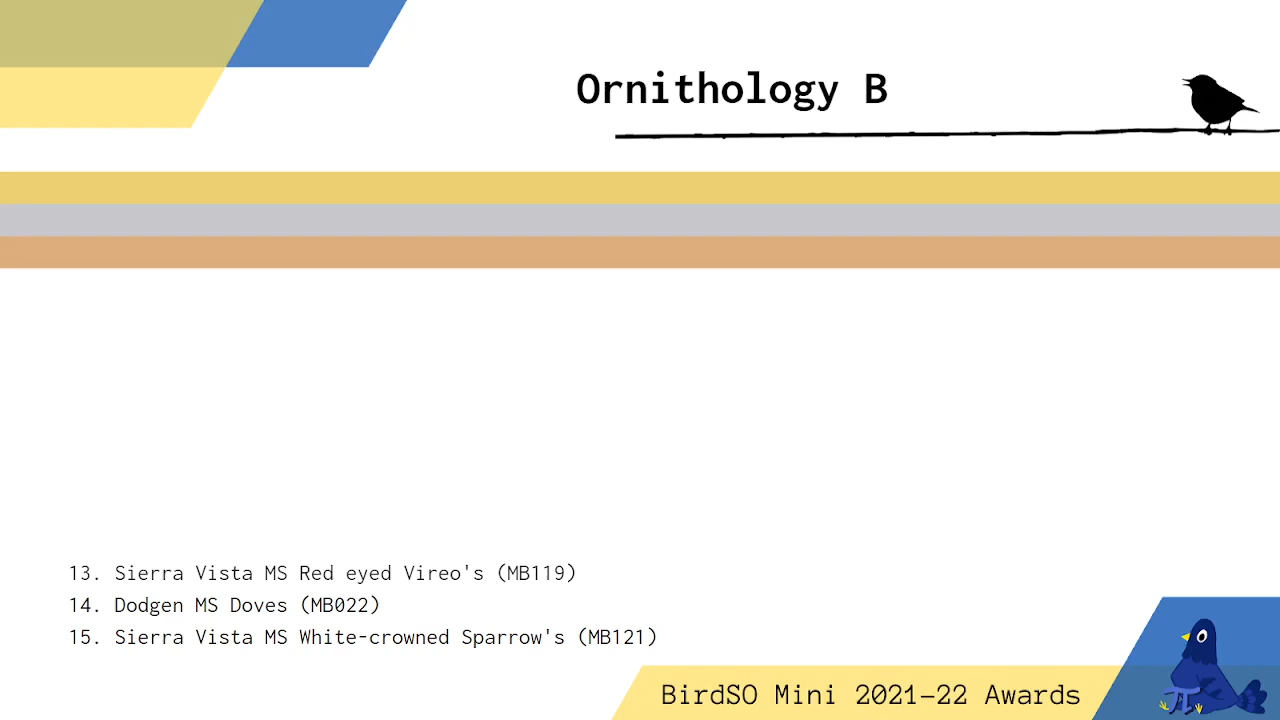 Ornithology B
13. Sierra Vista MS Red eyed Vireo's (MB119)
14. Dodgen MS Doves (MB022)
15. Sierra Vista MS White-crowned Sparrow's (MB121)
BirdSO Mini 2021–22 Awards